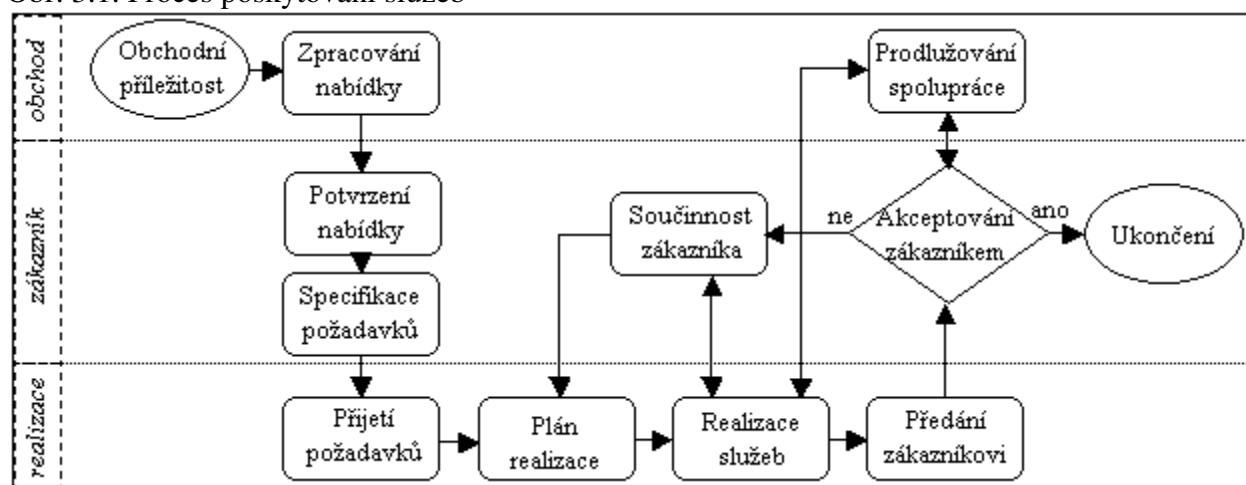 Obr. 3.1. Proces poskytování služeb
obchod
Obchodní
příležitost
Zpracování
nabídky
Prodlužování
spolupráce
zákazník
Potvrzení
nabídky
Specifikace
požadavků
Součinnost
zákazníka
ne
Akceptování
zákazníkem
ano
Ukončení
realizace
Přijetí
požadavků
Plán
realizace
Realizace
služeb
Předání
zákazníkovi